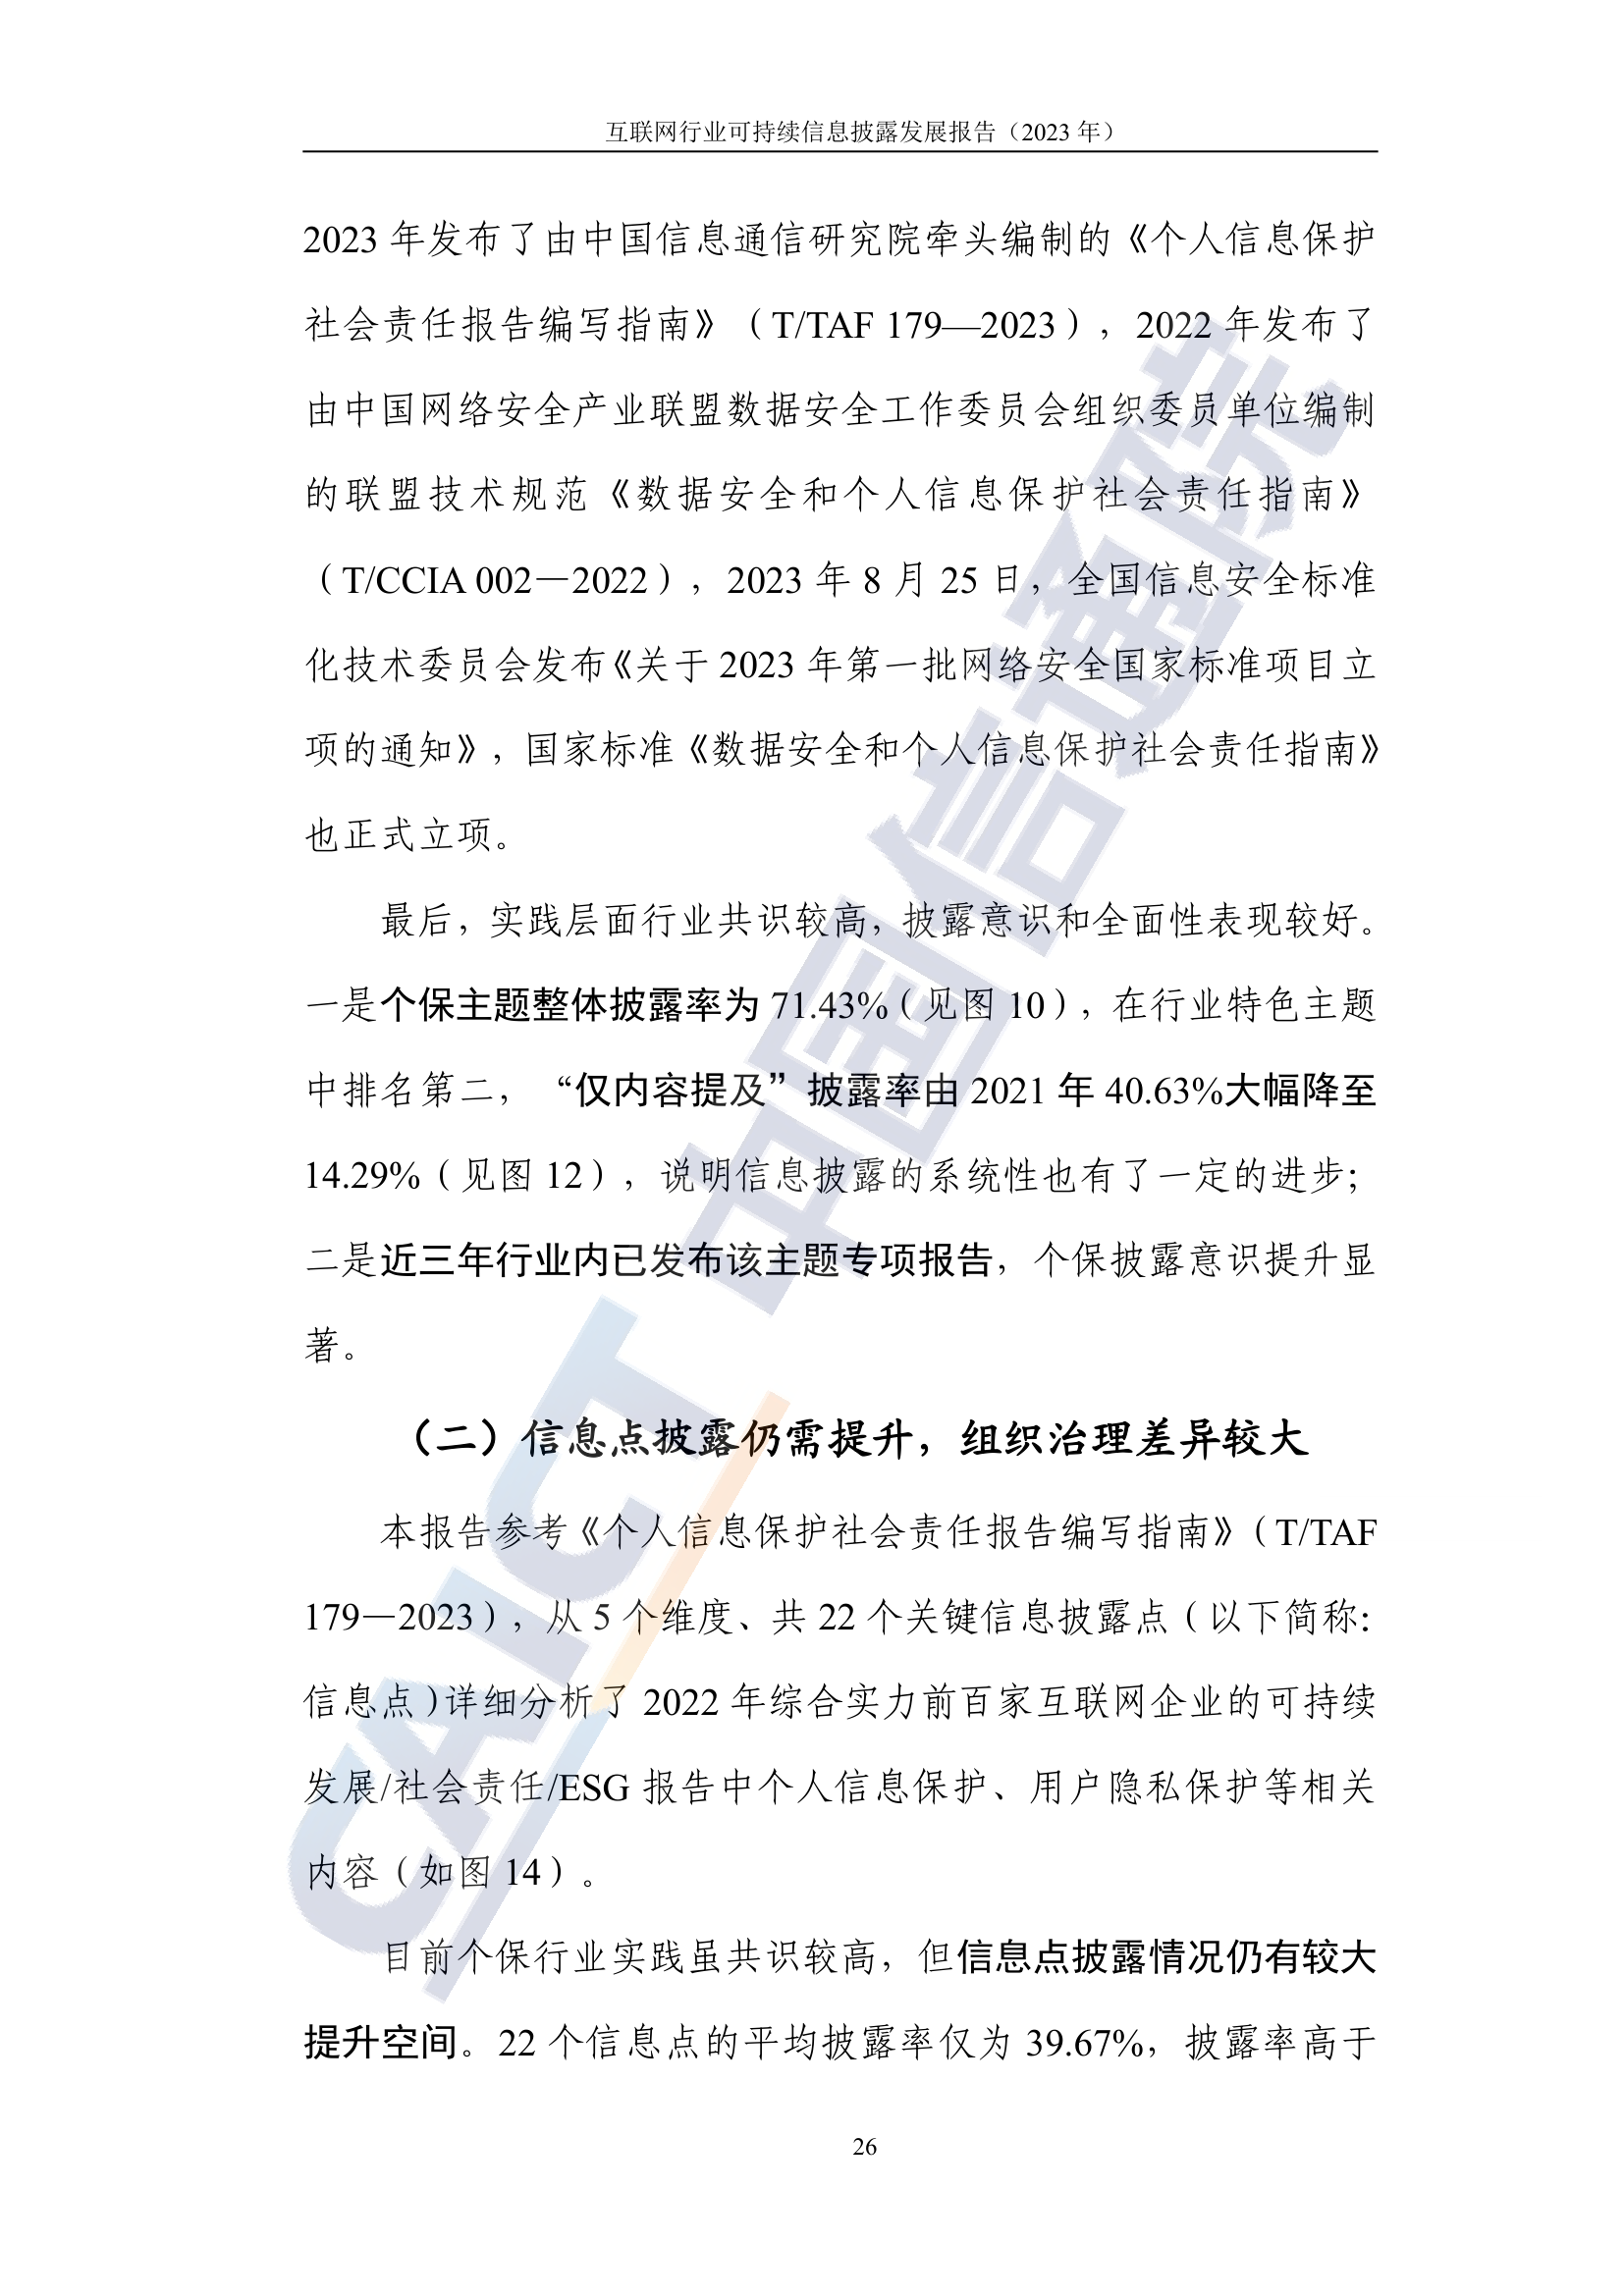 互联网行业可持续信息披露发展报告（2023 年）
2023 年发布了由中国信息通信研究院牵头编制的《个人信息保护
社会责任报告编写指南》（T/TAF 179—2023），2022 年发布了
由中国网络安全产业联盟数据安全工作委员会组织委员单位编制
的联盟技术规范《数据安全和个人信息保护社会责任指南》
（T/CCIA 002—2022），2023 年 8 月 25 日，全国信息安全标准
化技术委员会发布《关于 2023 年第一批网络安全国家标准项目立
项的通知》，国家标准《数据安全和个人信息保护社会责任指南》
也正式立项。
最后，实践层面行业共识较高，披露意识和全面性表现较好。
一是个保主题整体披露率为 71.43%（见图 10），在行业特色主题
中排名第二，“仅内容提及”披露率由 2021 年 40.63%大幅降至
14.29%（见图 12），说明信息披露的系统性也有了一定的进步；
二是近三年行业内已发布该主题专项报告，个保披露意识提升显
著。
（二）信息点披露仍需提升，组织治理差异较大
本报告参考《个人信息保护社会责任报告编写指南》（T/TAF
179—2023），从 5 个维度、共 22 个关键信息披露点（以下简称：
信息点）详细分析了 2022 年综合实力前百家互联网企业的可持续
发展/社会责任/ESG 报告中个人信息保护、用户隐私保护等相关
内容（如图 14）。
目前个保行业实践虽共识较高，但信息点披露情况仍有较大
提升空间。22 个信息点的平均披露率仅为 39.67%，披露率高于
26
CAICT 中国信通院